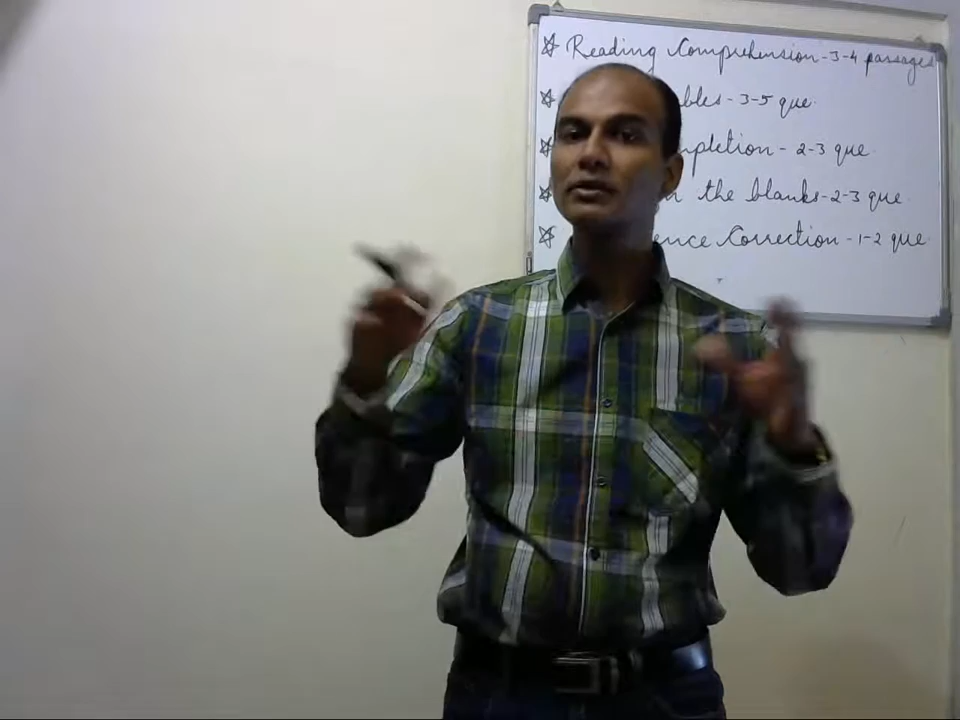 ☆ Reading Comprehension - 3-4 passages
☆ bles - 3-5 que
☆ pletion - 2-3 que
☆ the blanks - 2-3 que
☆ ence Correction - 1-2 que